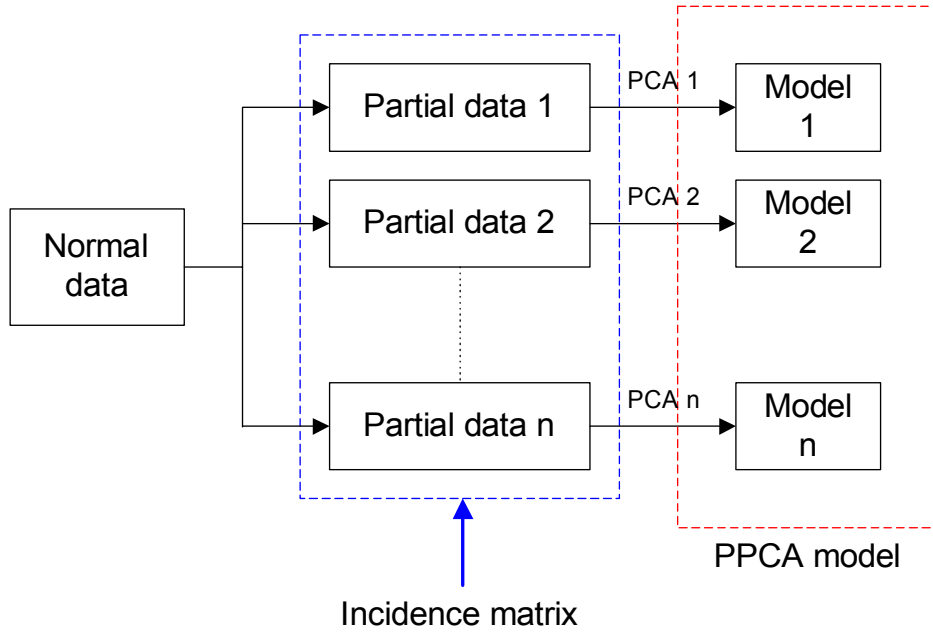 Partial data 1
PCA 1
Model
1
Partial data 2
PCA 2
Model
2
Normal
data
Partial data n
PCA n
Model
n
PPCA model
Incidence matrix